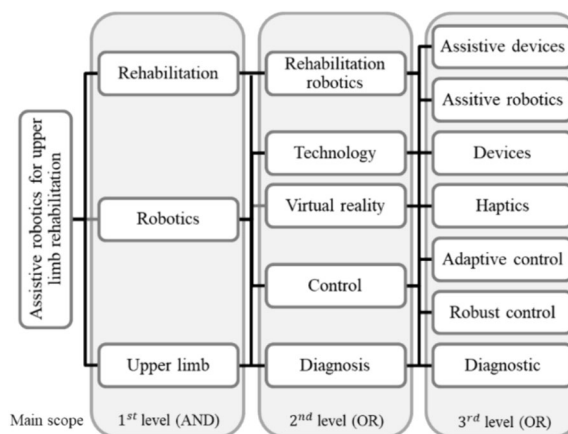 Assistive robotics for upper
limb rehabilitation
Rehabilitation
Robotics
Upper limb
Rehabilitation
robotics
Technology
Virtual reality
Control
Diagnosis
Assistive devices
Assitive robotics
Devices
Haptics
Adaptive control
Robust control
Diagnostic
Main scope
1st level (AND)
2nd level (OR)
3rd level (OR)